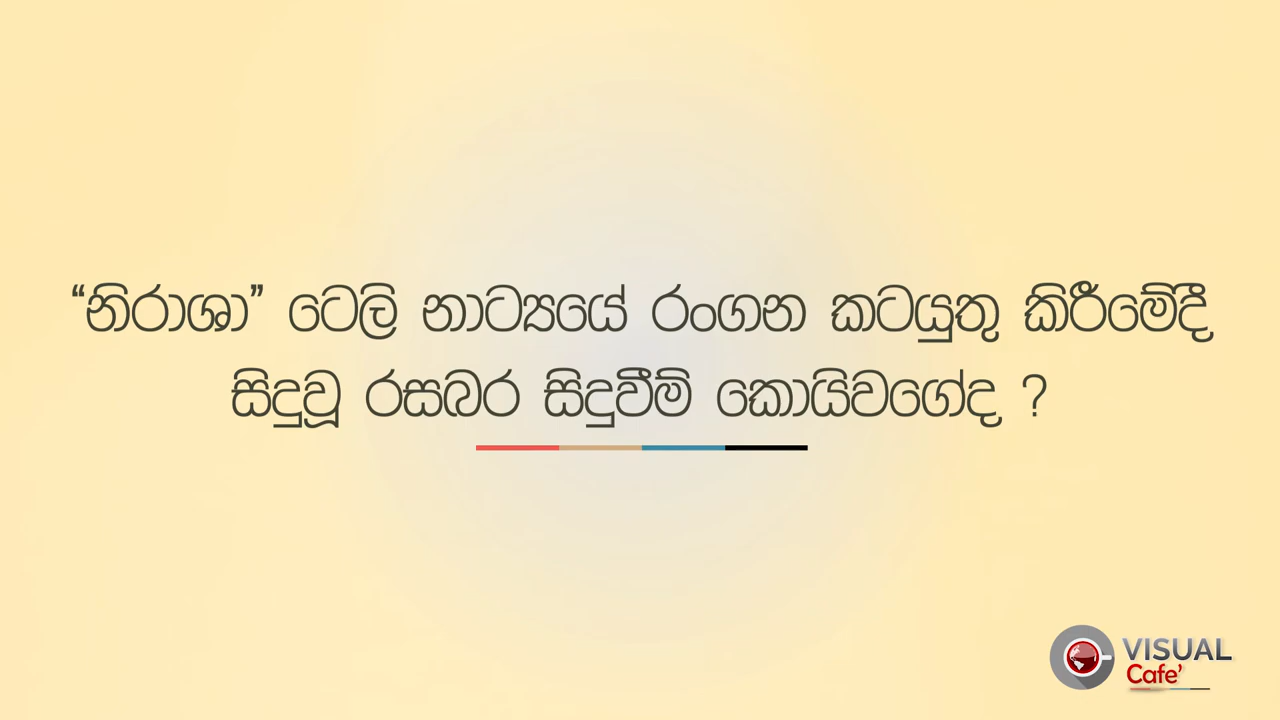 “නිරාශා” ටෙලි නාට්‍යයේ රංගන කටයුතු කිරීමේදී
සිදුවූ රසබර සිදුවීම් කොයිවගේද ?
VISUAL
Cafe’